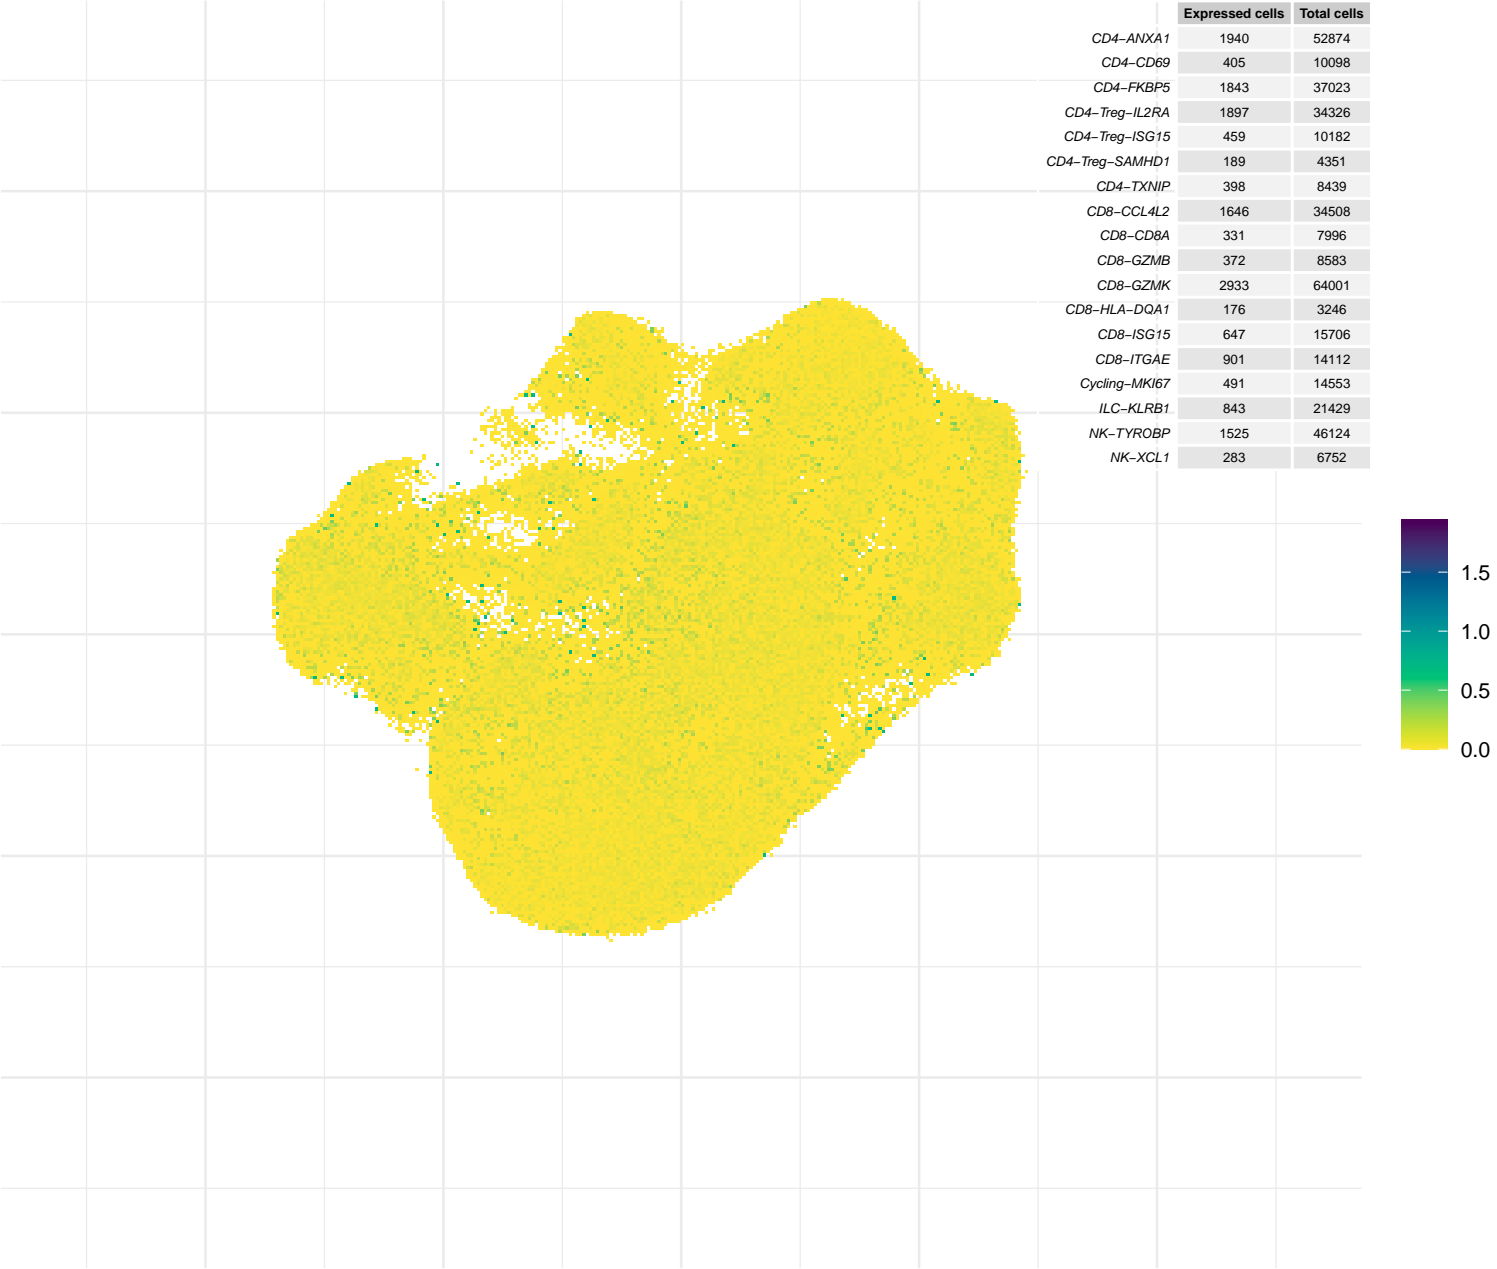 Expressed cells Total cells
CD4−ANXA1 1940 52874
CD4−CD69 405 10098
CD4−FKBP5 1843 37023
CD4−Treg−IL2RA 1897 34326
CD4−Treg−ISG15 459 10182
CD4−Treg−SAMHD1 189 4351
CD4−TXNIP 398 8439
CD8−CCL4L2 1646 34508
CD8−CD8A 331 7996
CD8−GZMB 372 8583
CD8−GZMK 2933 64001
CD8−HLA−DQA1 176 3246
CD8−ISG15 647 15706
CD8−ITGAE 901 14112
Cycling−MKI67 491 14553
ILC−KLRB1 843 21429
NK−TYROBP 1525 46124
NK−XCL1 283 6752
1.5
1.0
0.5
0.0